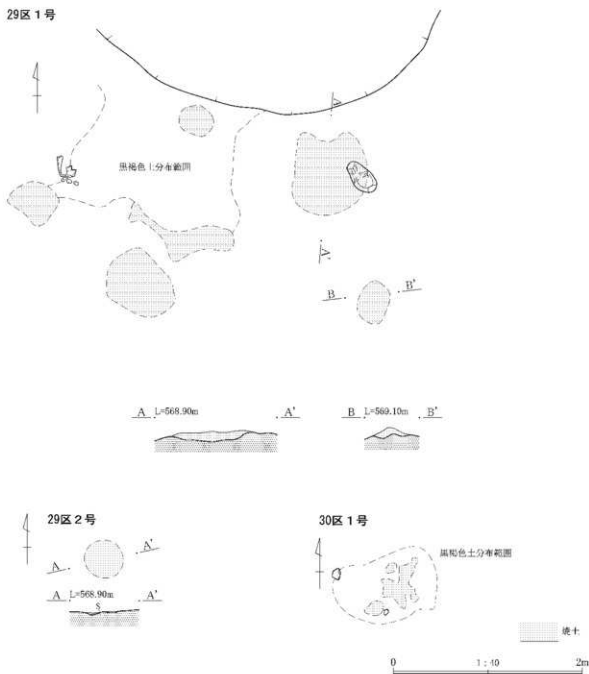 29区1号
A
黒褐色土分布範囲
A'
B
B'
A L=568.90m A'
B L=569.10m B'
29区2号
A
A'
A L=568.90m A'
S
30区1号
黒褐色土分布範囲
焼土
0 1:40 2m